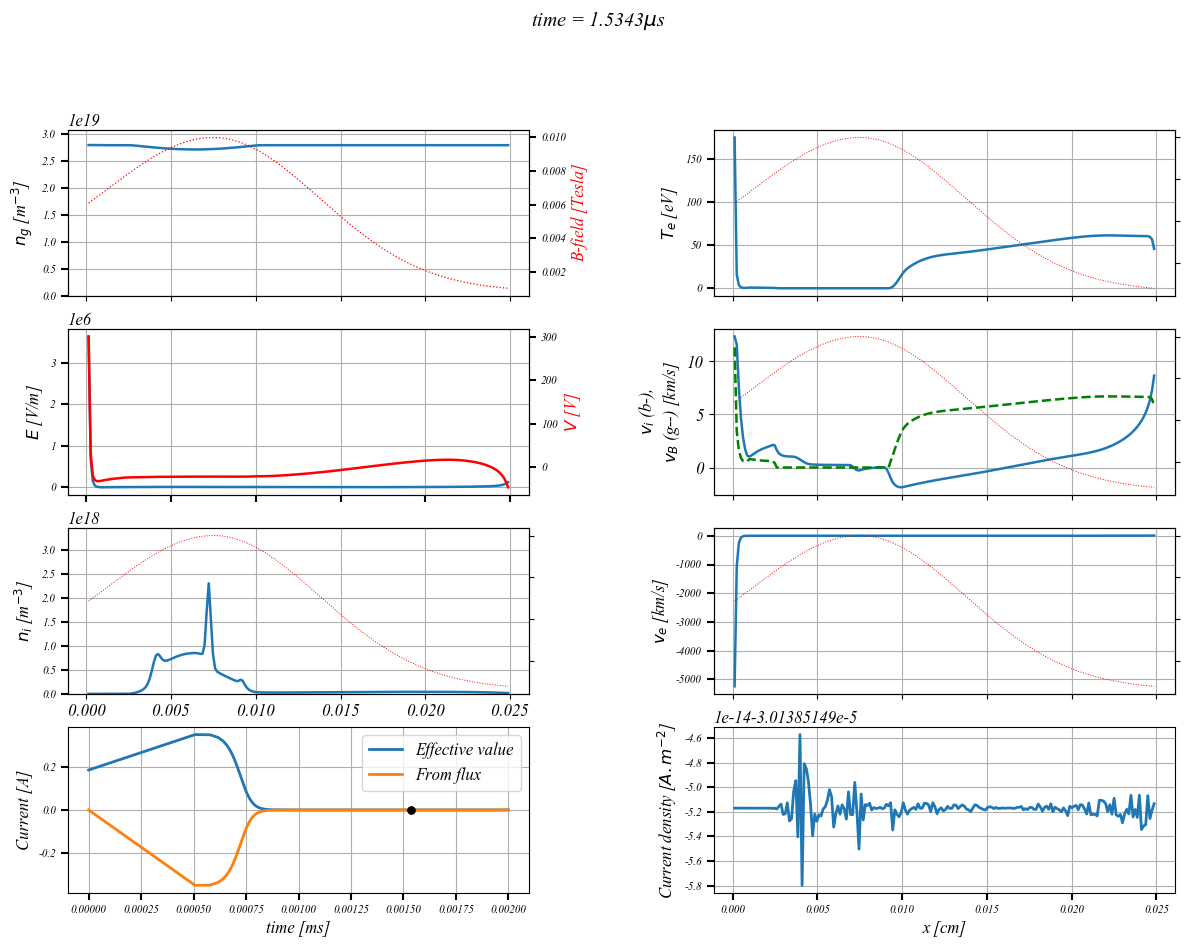 time = 1.5343μs
1e19
n_g [m^−3]
3.0
2.5
2.0
1.5
1.0
0.5
0.0
0.010
0.008
0.006
0.004
0.002
B-field [Tesla]
T_e [eV]
150
100
50
0
1e6
E [V/m]
3
2
1
0
300
200
100
0
V [V]
v_i (b-),
v_B (g--) [km/s]
10
5
0
1e18
n_i [m^−3]
3.0
2.5
2.0
1.5
1.0
0.5
0.0
0.000 0.005 0.010 0.015 0.020 0.025
v_e [km/s]
0
-1000
-2000
-3000
-4000
-5000
Current [A]
0.2
0.0
-0.2
Effective value
From flux
0.00000 0.00025 0.00050 0.00075 0.00100 0.00125 0.00150 0.00175 0.00200
time [ms]
1e-14-3.01385149e-5
Current density [A.m^−2]
-4.6
-4.8
-5.0
-5.2
-5.4
-5.6
-5.8
0.000 0.005 0.010 0.015 0.020 0.025
x [cm]